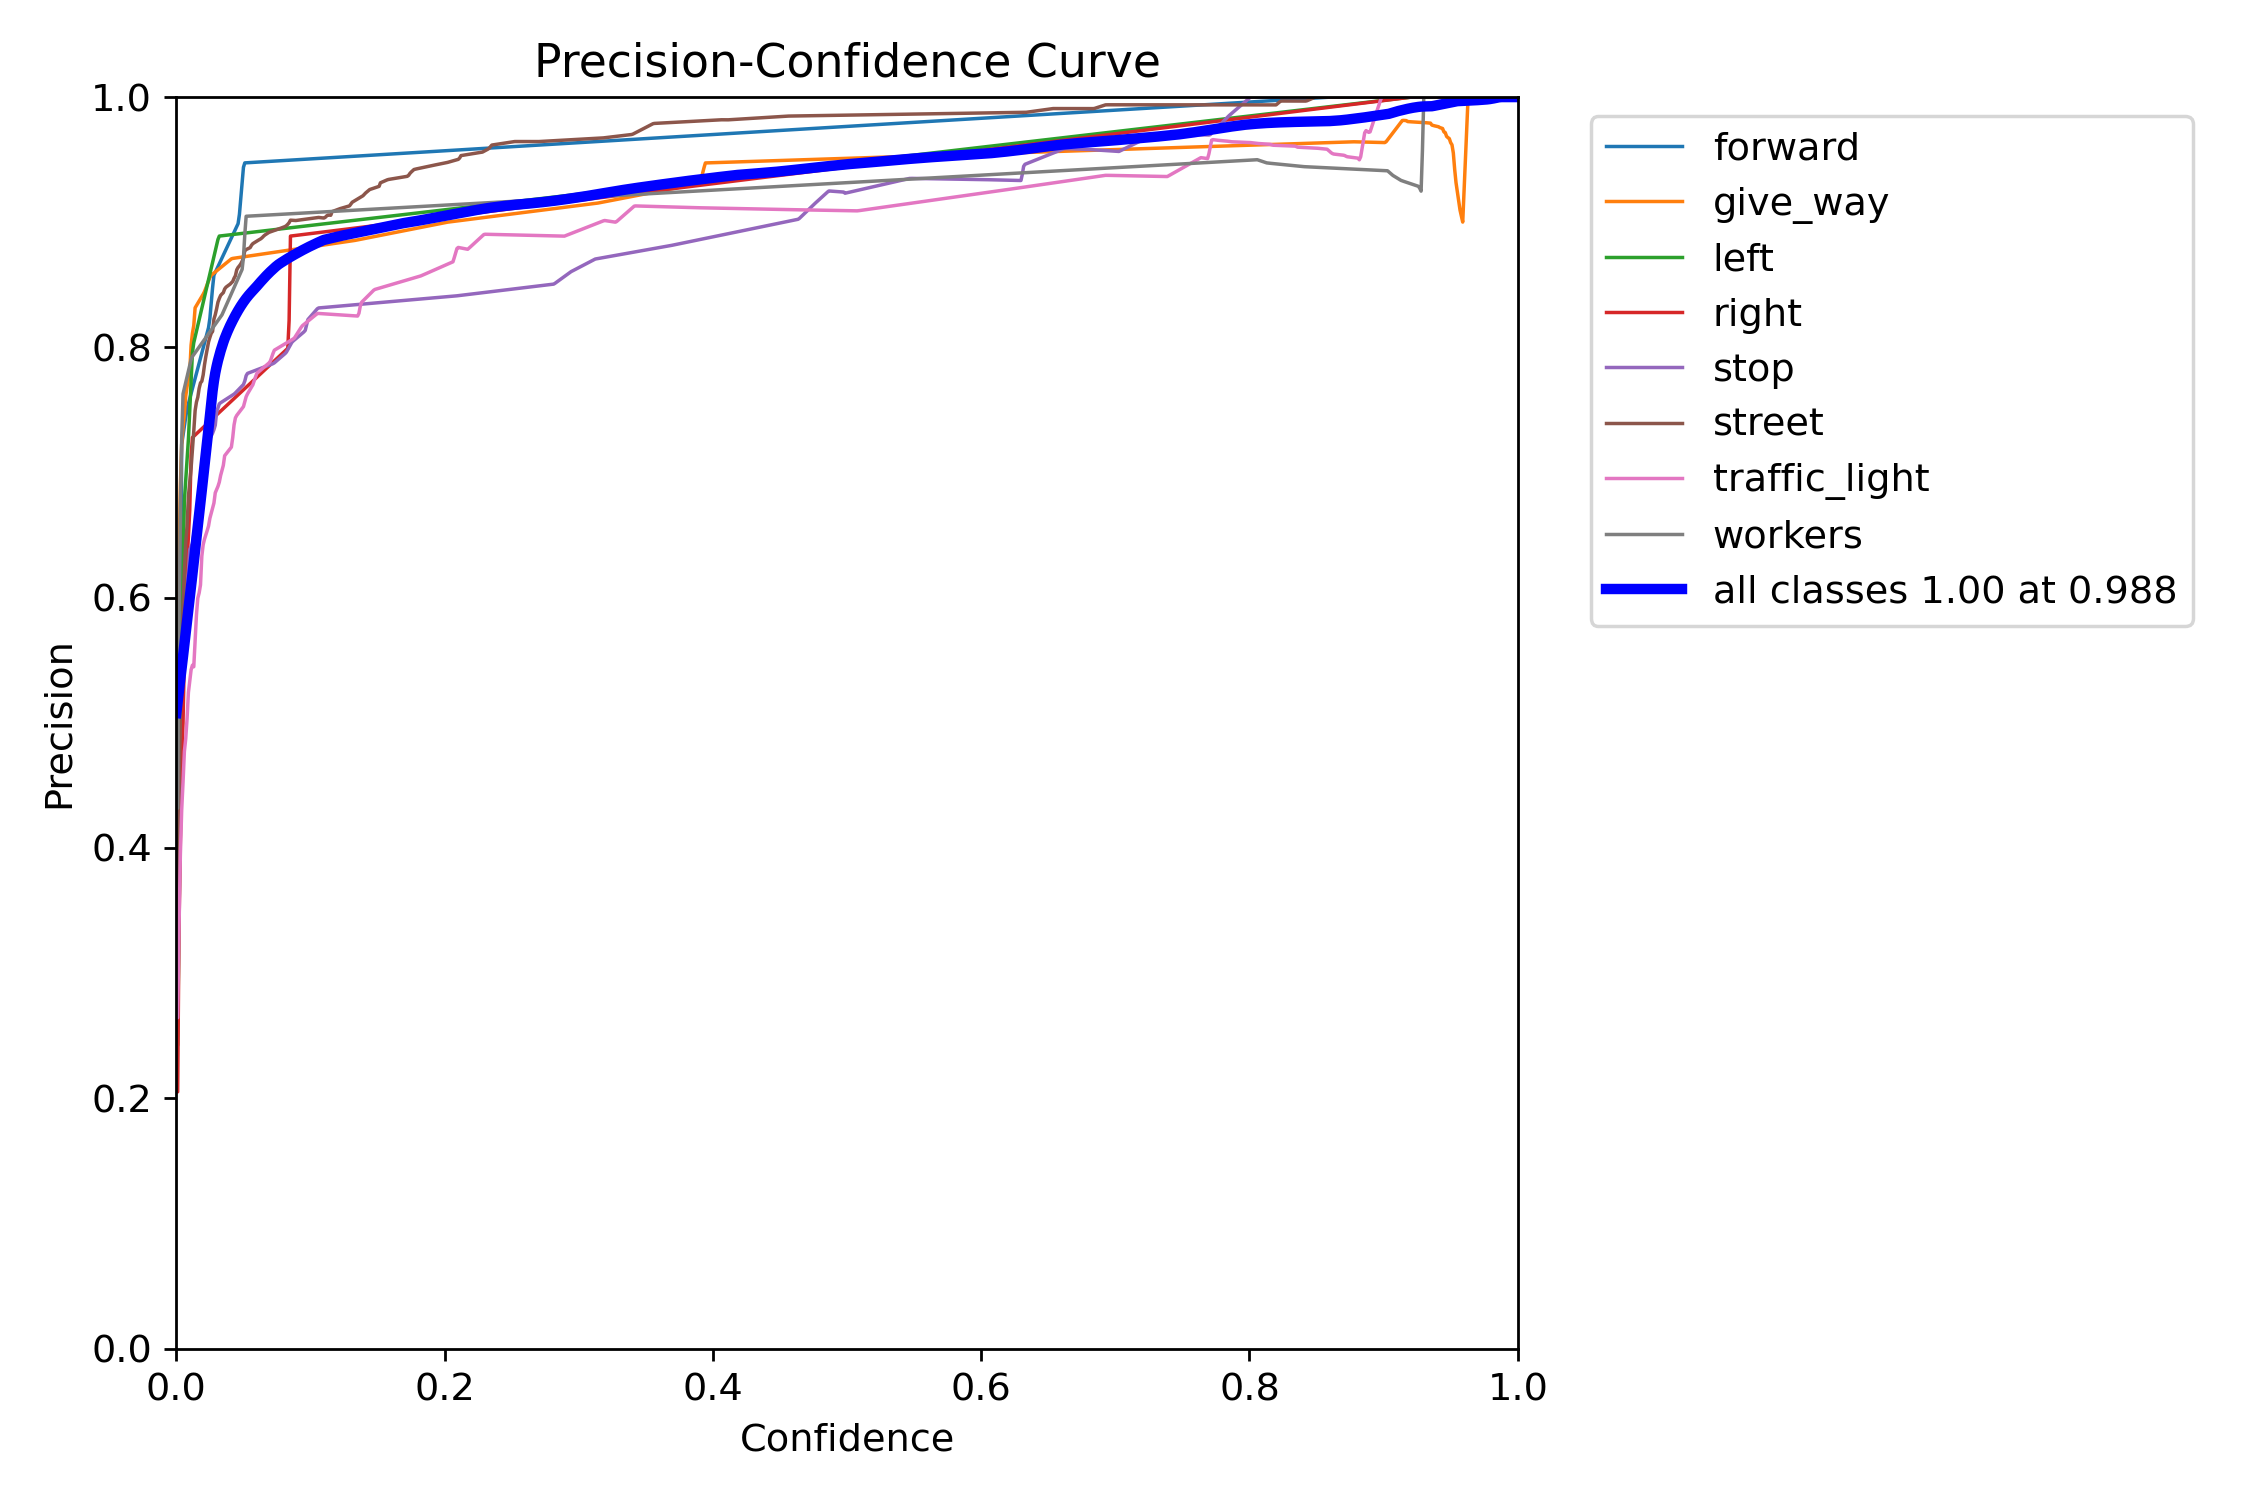 Precision-Confidence Curve
1.0
0.8
0.6
0.4
0.2
0.0
Precision
0.0 0.2 0.4 0.6 0.8 1.0
Confidence
forward
give_way
left
right
stop
street
traffic_light
workers
all classes 1.00 at 0.988